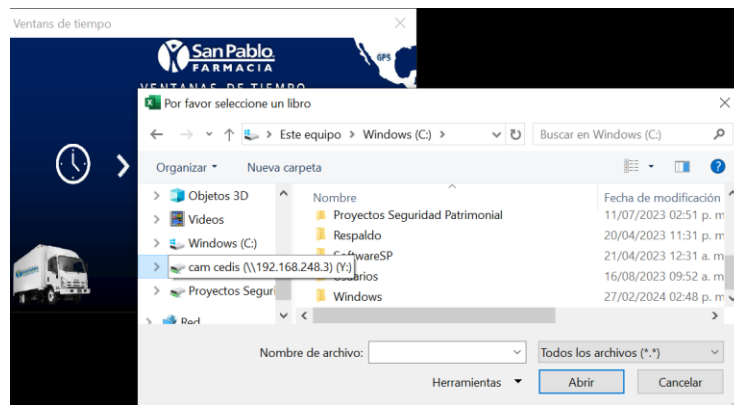 Ventans de tiempo
San Pablo.
FARMACIA
GPS
VENTANAS DE TIEMPO
Por favor seleccione un libro
Este equipo > Windows (C:) >
Buscar en Windows (C:)
Organizar
Nueva carpeta
Objetos 3D
Videos
Windows (C:)
cam cedis (\\192.168.248.3) (Y:)
Proyectos Seguri
Red
Nombre
Fecha de modificación
Proyectos Seguridad Patrimonial
11/07/2023 02:51 p. m
Respaldo
20/04/2023 11:31 p. m
SoftwareSP
21/04/2023 12:31 a. m
Usuarios
16/08/2023 09:52 a. m
Windows
27/02/2024 02:48 p. m
Nombre de archivo:
Todos los archivos (*.*)
Herramientas
Abrir
Cancelar